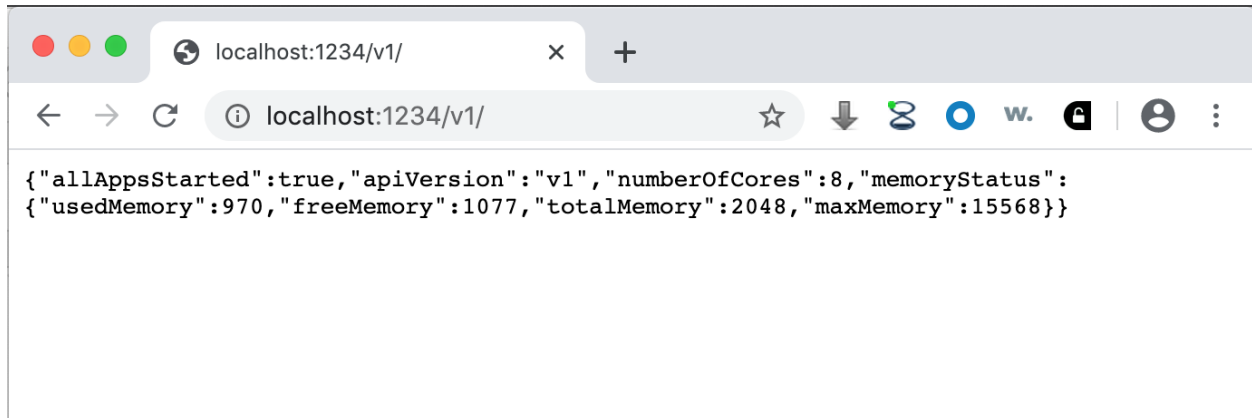 localhost:1234/v1/
localhost:1234/v1/
w.
{"allAppsStarted":true,"apiVersion":"v1","numberOfCores":8,"memoryStatus":
{"usedMemory":970,"freeMemory":1077,"totalMemory":2048,"maxMemory":15568}}